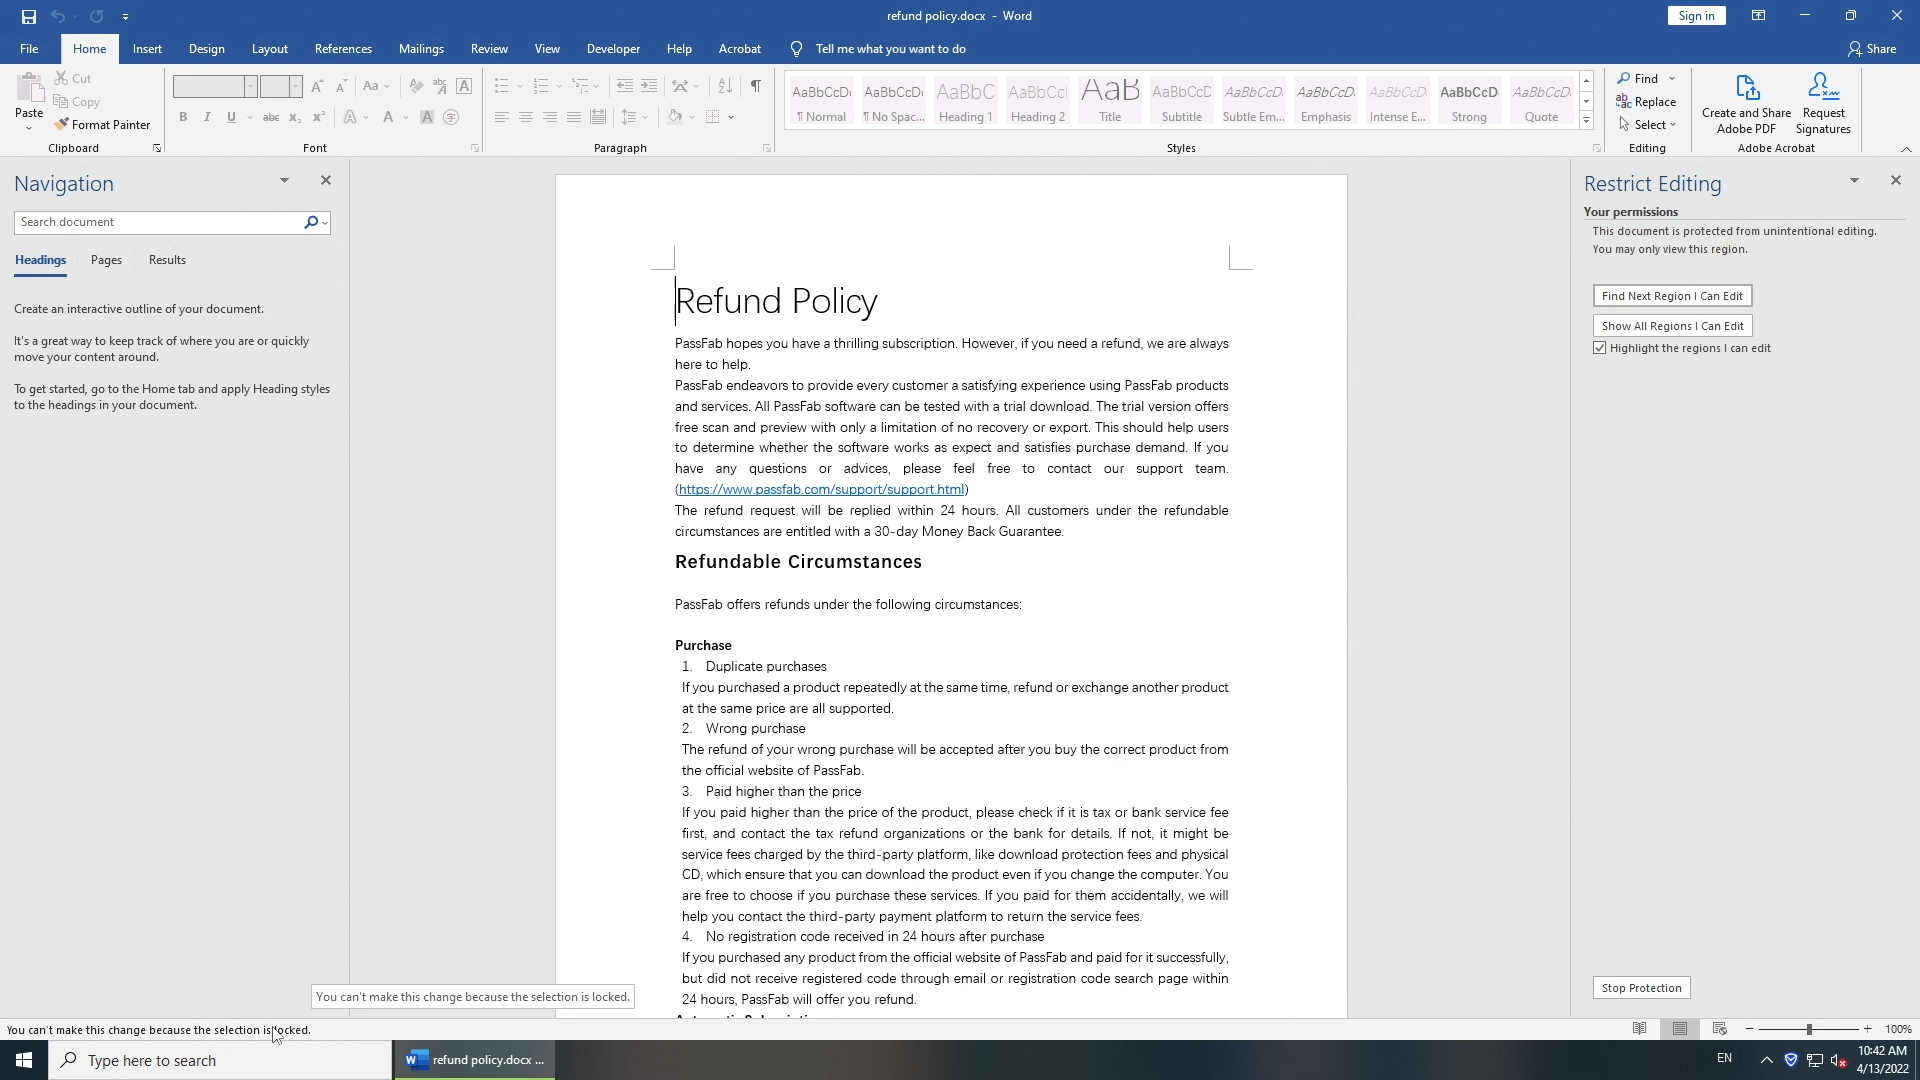 refund policy.docx - Word
Sign in
File Home Insert Design Layout References Mailings Review View Developer Help Acrobat Tell me what you want to do
Share
Paste
Cut
Copy
Format Painter
Clipboard
Font
Paragraph
AaBbCcDc AaBbCcDc AaBbC AaBbCcl AaB AaBbCcD AaBbCcD. AaBbCcD. AaBbCcD. AaBbCcD. AaBbCcD.
¶ Normal ¶ No Spac... Heading 1 Heading 2 Title Subtitle Subtle Em... Emphasis Intense E... Strong Quote
Styles
Find
Replace
Select
Editing
Create and Share
Adobe PDF
Request
Signatures
Adobe Acrobat
Navigation
Search document
Headings Pages Results
Create an interactive outline of your document.
It's a great way to keep track of where you are or quickly
move your content around.
To get started, go to the Home tab and apply Heading styles
to the headings in your document.
Refund Policy
PassFab hopes you have a thrilling subscription. However, if you need a refund, we are always
here to help.
PassFab endeavors to provide every customer a satisfying experience using PassFab products
and services. All PassFab software can be tested with a trial download. The trial version offers
free scan and preview with only a limitation of no recovery or export. This should help users
to determine whether the software works as expect and satisfies purchase demand. If you
have any questions or advices, please feel free to contact our support team.
(https://www.passfab.com/support/support.html)
The refund request will be replied within 24 hours. All customers under the refundable
circumstances are entitled with a 30-day Money Back Guarantee.
Refundable Circumstances
PassFab offers refunds under the following circumstances:
Purchase
1. Duplicate purchases
If you purchased a product repeatedly at the same time, refund or exchange another product
at the same price are all supported.
2. Wrong purchase
The refund of your wrong purchase will be accepted after you buy the correct product from
the official website of PassFab.
3. Paid higher than the price
If you paid higher than the price of the product, please check if it is tax or bank service fee
first, and contact the tax refund organizations or the bank for details. If not, it might be
service fees charged by the third-party platform, like download protection fees and physical
CD, which ensure that you can download the product even if you change the computer. You
are free to choose if you purchase these services. If you paid for them accidentally, we will
help you contact the third-party payment platform to return the service fees.
4. No registration code received in 24 hours after purchase
If you purchased any product from the official website of PassFab and paid for it successfully,
but did not receive registered code through email or registration code search page within
24 hours, PassFab will offer you refund.
Restrict Editing
Your permissions
This document is protected from unintentional editing.
You may only view this region.
Find Next Region I Can Edit
Show All Regions I Can Edit
Highlight the regions I can edit
Stop Protection
You can't make this change because the selection is locked.
You can't make this change because the selection is locked.
100%
Type here to search
refund policy.docx ...
EN
10:42 AM
4/13/2022